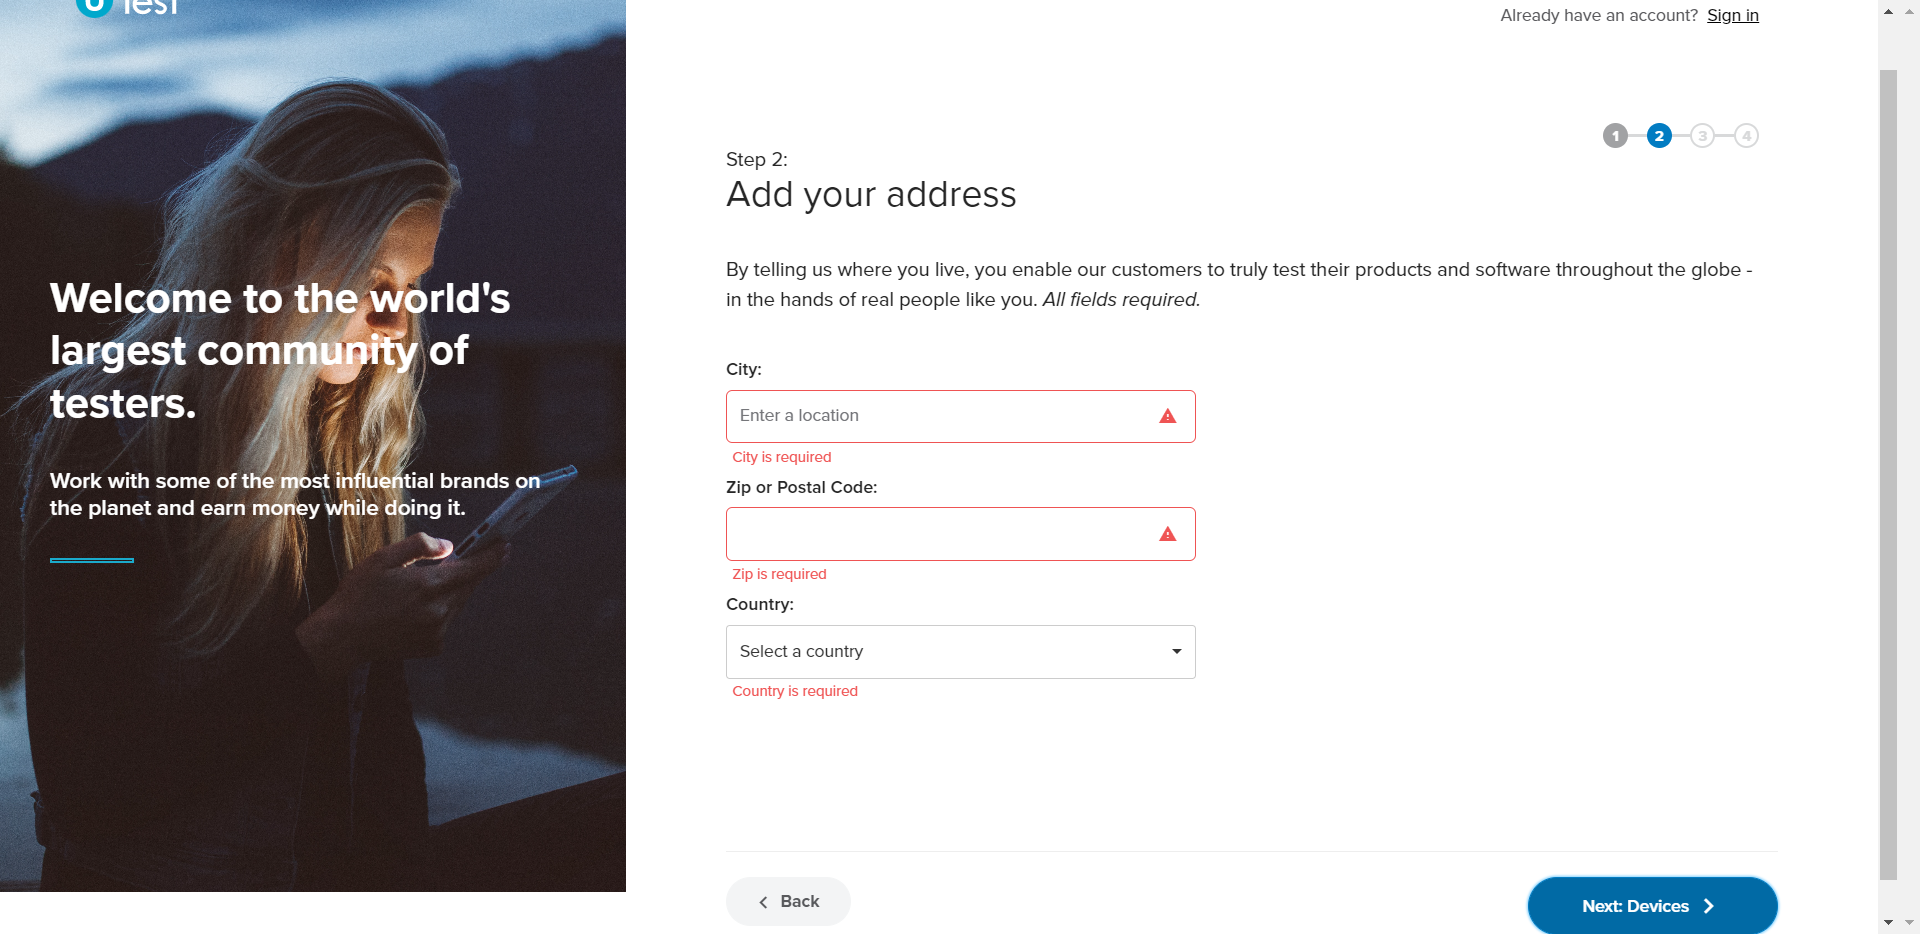 uTest
Already have an account? Sign in
1 2 3 4
Step 2:
Add your address
By telling us where you live, you enable our customers to truly test their products and software throughout the globe -
in the hands of real people like you. All fields required.
Welcome to the world's
largest community of
testers.
Work with some of the most influential brands on
the planet and earn money while doing it.
City:
Enter a location
City is required
Zip or Postal Code:
Zip is required
Country:
Select a country
Country is required
Back
Next: Devices